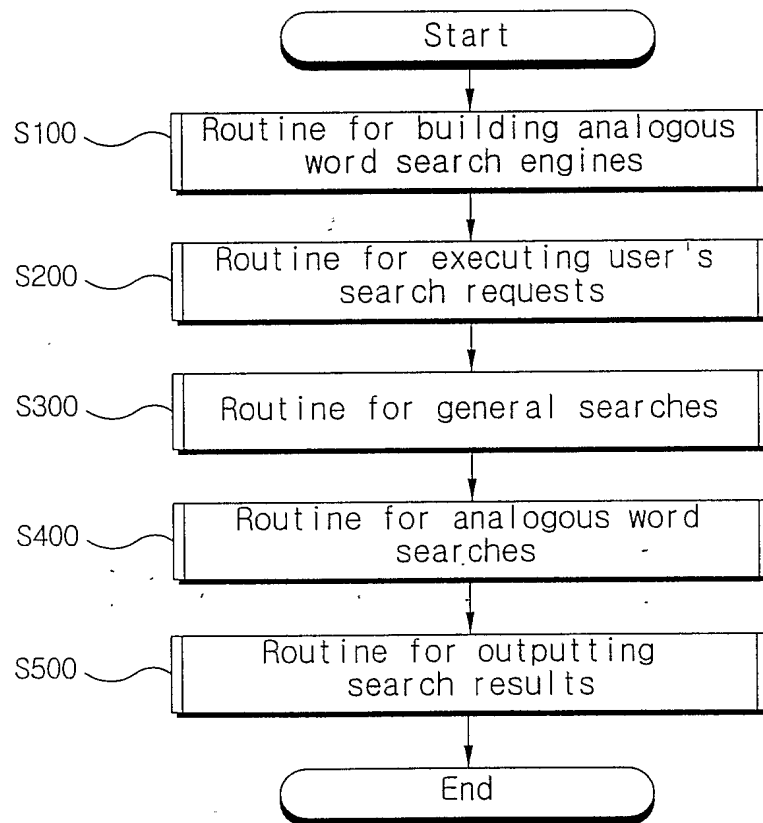 Start
S100
Routine for building analogous
word search engines
S200
Routine for executing user's
search requests
S300
Routine for general searches
S400
Routine for analogous word
searches
S500
Routine for outputting
search results
End